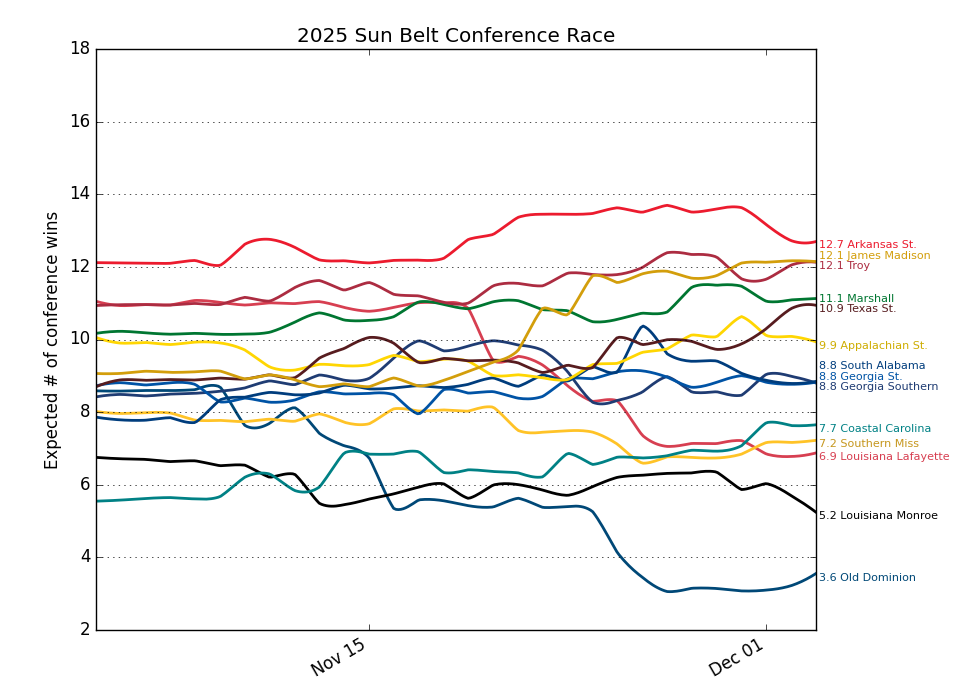 2025 Sun Belt Conference Race
Expected # of conference wins
18
16
14
12
10
8
6
4
2
Nov 15
Dec 01
12.7 Arkansas St.
12.1 James Madison
12.1 Troy
11.1 Marshall
10.9 Texas St.
9.9 Appalachian St.
8.8 South Alabama
8.8 Georgia St.
8.8 Georgia Southern
7.7 Coastal Carolina
7.2 Southern Miss
6.9 Louisiana Lafayette
5.2 Louisiana Monroe
3.6 Old Dominion